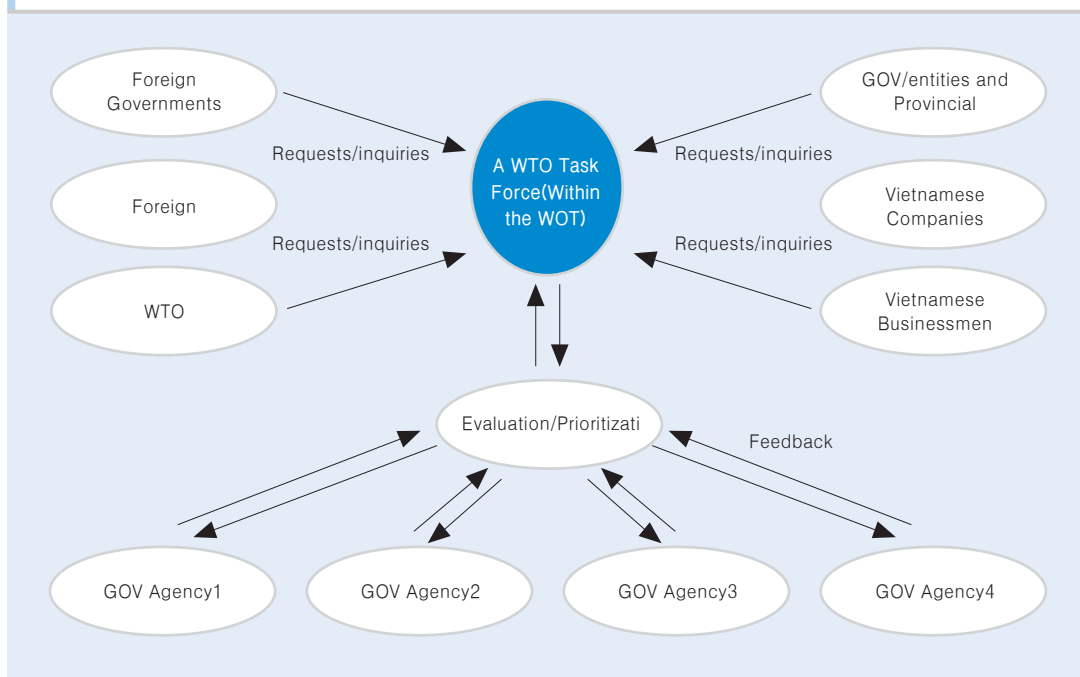 Foreign
Governments
GOV/entities and
Provincial
Requests/inquiries
Requests/inquiries
A WTO Task
Force(Within
the WOT)
Foreign
Vietnamese
Companies
Requests/inquiries
Requests/inquiries
WTO
Vietnamese
Businessmen
Evaluation/Prioritizati
Feedback
GOV Agency1
GOV Agency2
GOV Agency3
GOV Agency4